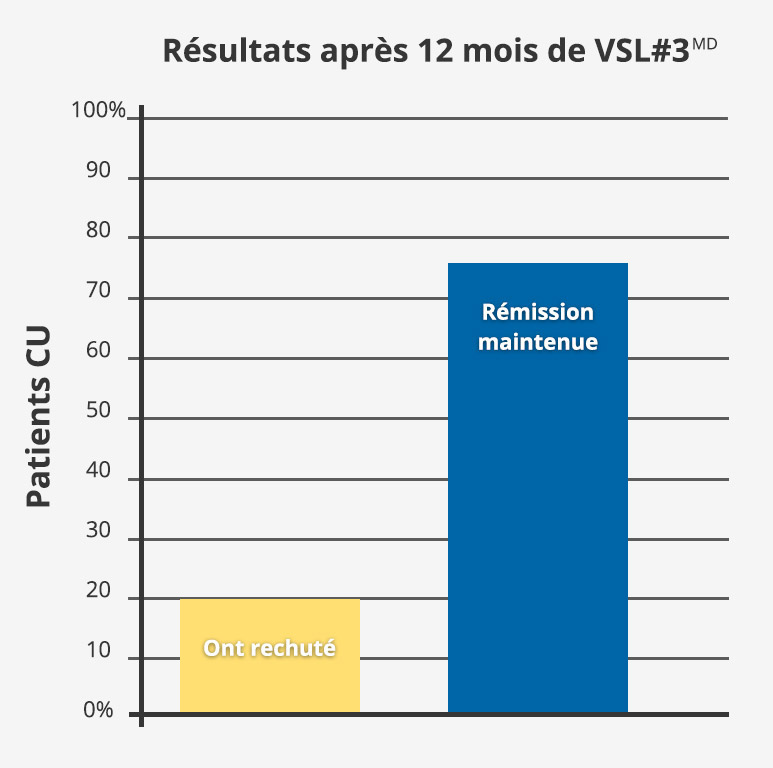 Résultats après 12 mois de VSL#3MD
100%
90
80
70
60
50
40
30
20
10
0%
Patients CU
Rémission
maintenue
Ont rechuté